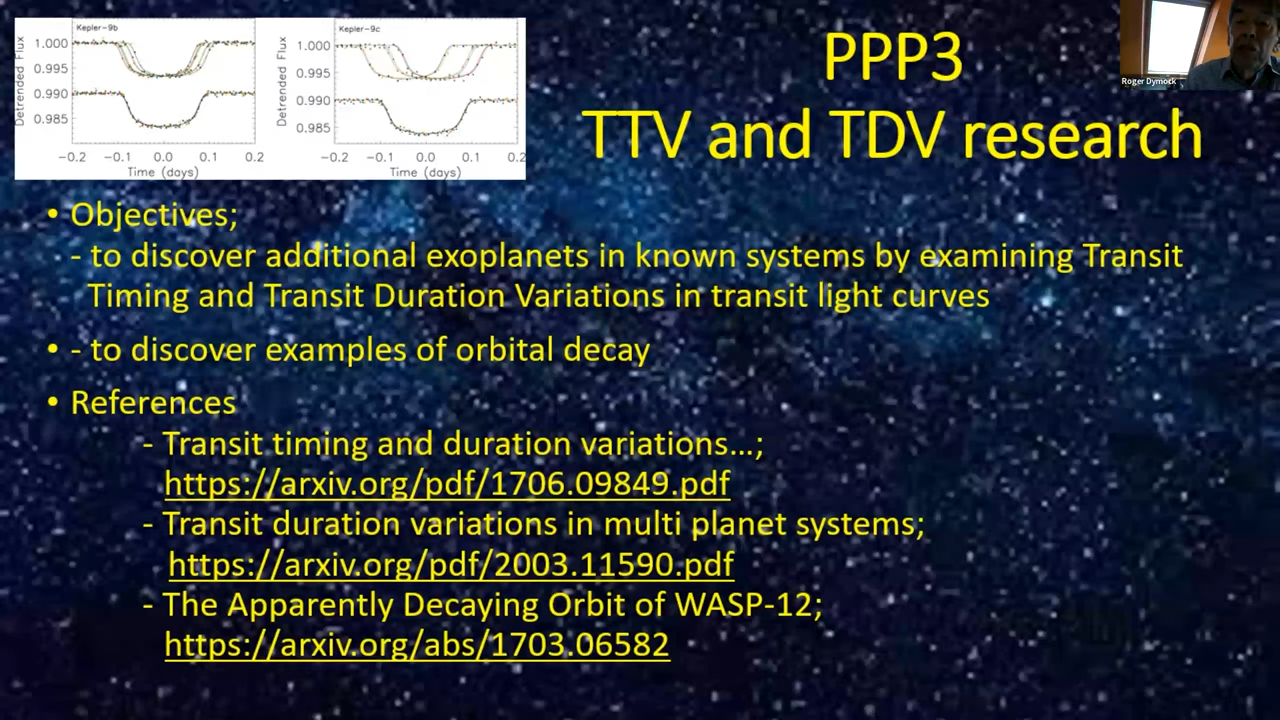 Kepler-9b
Detrended Flux
1.000
0.995
0.990
0.985
-0.2 -0.1 0.0 0.1 0.2
Time (days)
Kepler-9c
Detrended Flux
1.000
0.995
0.990
0.985
-0.2 -0.1 0.0 0.1 0.2
Time (days)
Roger Dymock
PPP3
TTV and TDV research
• Objectives;
- to discover additional exoplanets in known systems by examining Transit
Timing and Transit Duration Variations in transit light curves
• - to discover examples of orbital decay
• References
- Transit timing and duration variations...;
https://arxiv.org/pdf/1706.09849.pdf
- Transit duration variations in multi planet systems;
https://arxiv.org/pdf/2003.11590.pdf
- The Apparently Decaying Orbit of WASP-12;
https://arxiv.org/abs/1703.06582